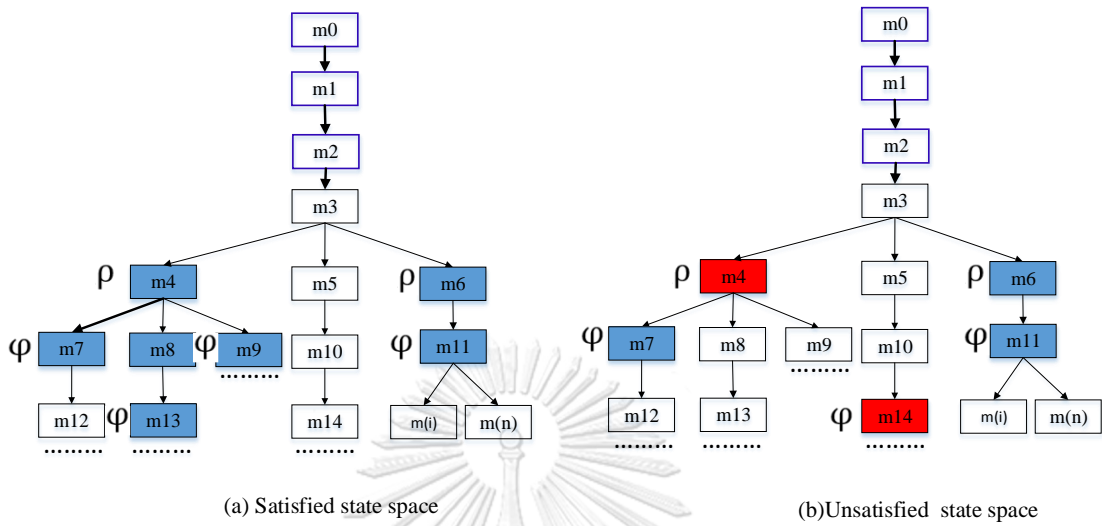 m0
m1
m2
m3
ρ m4
m5
ρ m6
φ m7
m8
φ m9
m10
φ m11
m12
φ m13
m14
m(i)
m(n)
(a) Satisfied state space
m0
m1
m2
m3
ρ m4
m5
ρ m6
φ m7
m8
m9
m10
φ m11
m12
m13
φ m14
m(i)
m(n)
(b)Unsatisfied state space